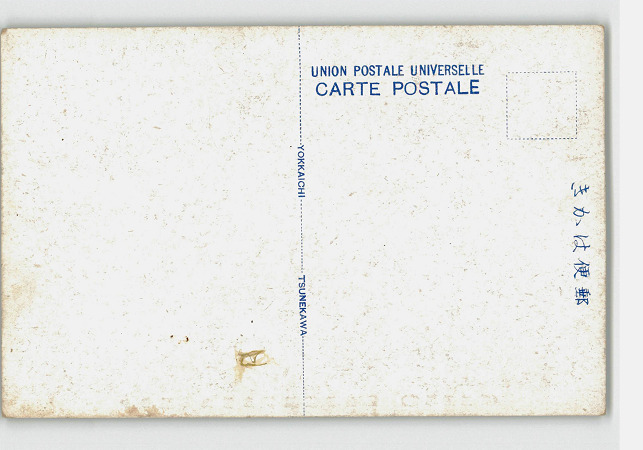 UNION POSTALE UNIVERSELLE
CARTE POSTALE
YOKKAICHI
TSUNEKAWA
きかは便郵